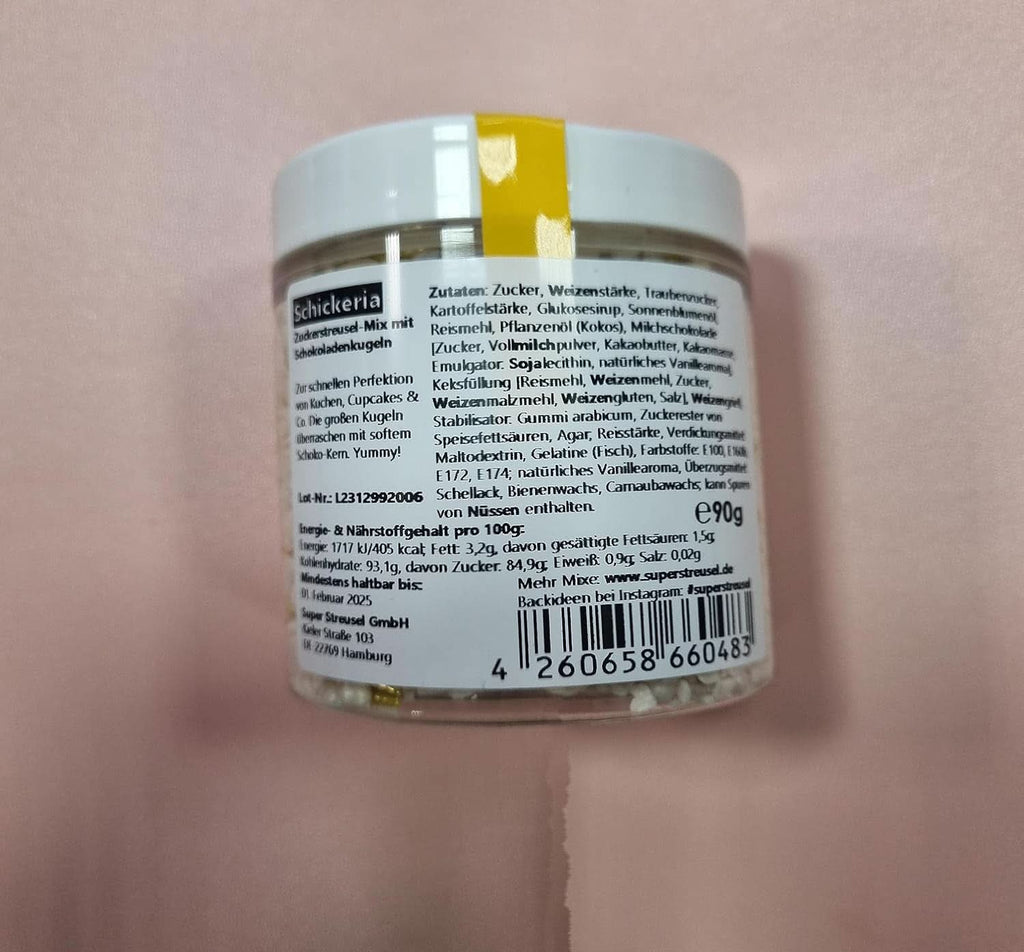 Schickeria
Zuckerstreusel-Mix mit
Schokoladenkugeln
Zur schnellen Perfektion
von Kuchen, Cupcakes &
Co. Die großen Kugeln
überraschen mit softem
Schoko-Kern. Yummy!
Lot-Nr.: L2312992006
Zutaten: Zucker, Weizenstärke, Traubenzucker,
Kartoffelstärke, Glukosesirup, Sonnenblumenöl,
Reismehl, Pflanzenöl (Kokos), Milchschokolade
[Zucker, Vollmilchpulver, Kakaobutter, Kakaomasse,
Emulgator: Sojalecithin, natürliches Vanillearoma],
Keksfüllung [Reismehl, Weizenmehl, Zucker,
Weizenmalzmehl, Weizengluten, Salz], Weizengrieß,
Stabilisator: Gummi arabicum, Zuckerester von
Speisefettsäuren, Agar, Reisstärke, Verdickungsmittel:
Maltodextrin, Gelatine (Fisch), Farbstoffe: E100,
E172, E174; natürliches Vanillearoma, Überzugsmittel:
Schellack, Bienenwachs, Carnaubawachs; kann Spuren
von Nüssen enthalten.
℮90g
Energie- & Nährstoffgehalt pro 100g:
Energie: 1717 kJ/405 kcal; Fett: 3,2g, davon gesättigte Fettsäuren: 1,5g;
Kohlenhydrate: 93,1g, davon Zucker: 84,9g; Eiweiß: 0,9g; Salz: 0,02g
Mindestens haltbar bis:
01. Februar 2025
Super Streusel GmbH
Kieler Straße 103
DE-22769 Hamburg
Mehr Mixe: www.superstreusel.de
Backideen bei Instagram: #superstreusel
4 260658 660483